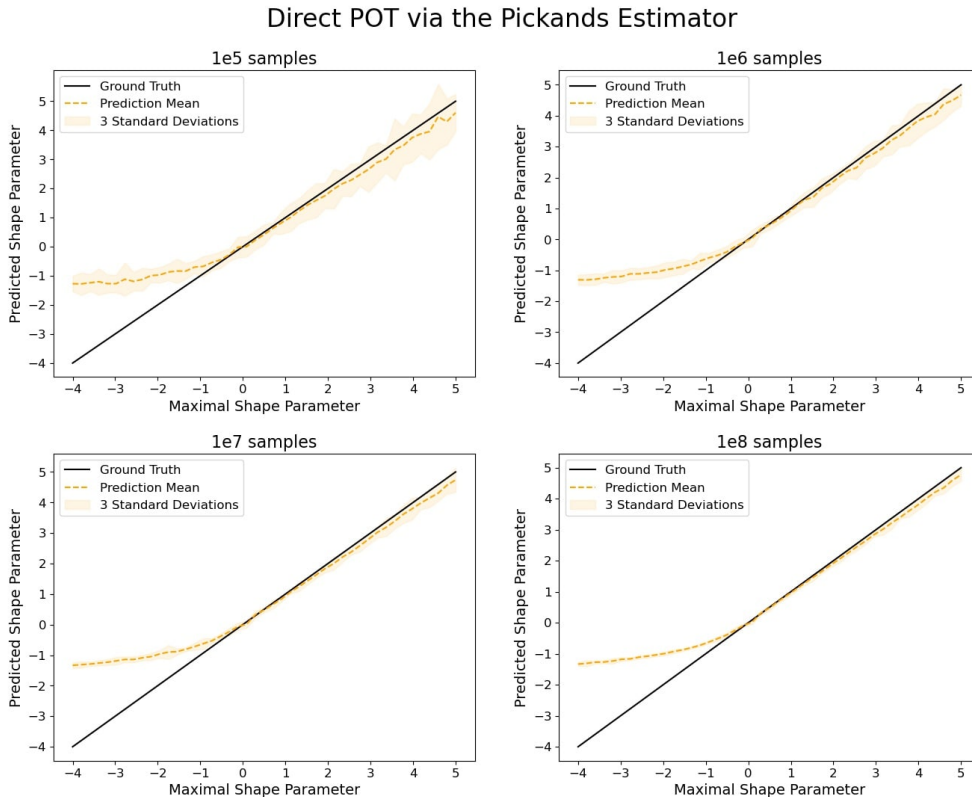 Direct POT via the Pickands Estimator
1e5 samples
Ground Truth
Prediction Mean
3 Standard Deviations
Predicted Shape Parameter
5
4
3
2
1
0
−1
−2
−3
−4
−4 −3 −2 −1 0 1 2 3 4 5
Maximal Shape Parameter
1e6 samples
Ground Truth
Prediction Mean
3 Standard Deviations
Predicted Shape Parameter
5
4
3
2
1
0
−1
−2
−3
−4
−4 −3 −2 −1 0 1 2 3 4 5
Maximal Shape Parameter
1e7 samples
Ground Truth
Prediction Mean
3 Standard Deviations
Predicted Shape Parameter
5
4
3
2
1
0
−1
−2
−3
−4
−4 −3 −2 −1 0 1 2 3 4 5
Maximal Shape Parameter
1e8 samples
Ground Truth
Prediction Mean
3 Standard Deviations
Predicted Shape Parameter
5
4
3
2
1
0
−1
−2
−3
−4
−4 −3 −2 −1 0 1 2 3 4 5
Maximal Shape Parameter